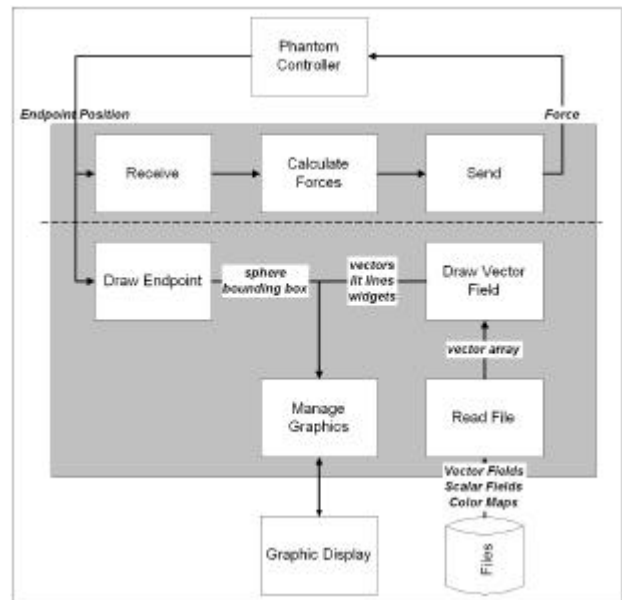 Phantom
Controller
Endpoint Position
Force
Receive
Calculate
Forces
Send
Draw Endpoint
sphere
bounding box
vectors
lit lines
widgets
Draw Vector
Field
vector array
Manage
Graphics
Read File
Vector Fields
Scalar Fields
Color Maps
Graphic Display
Files